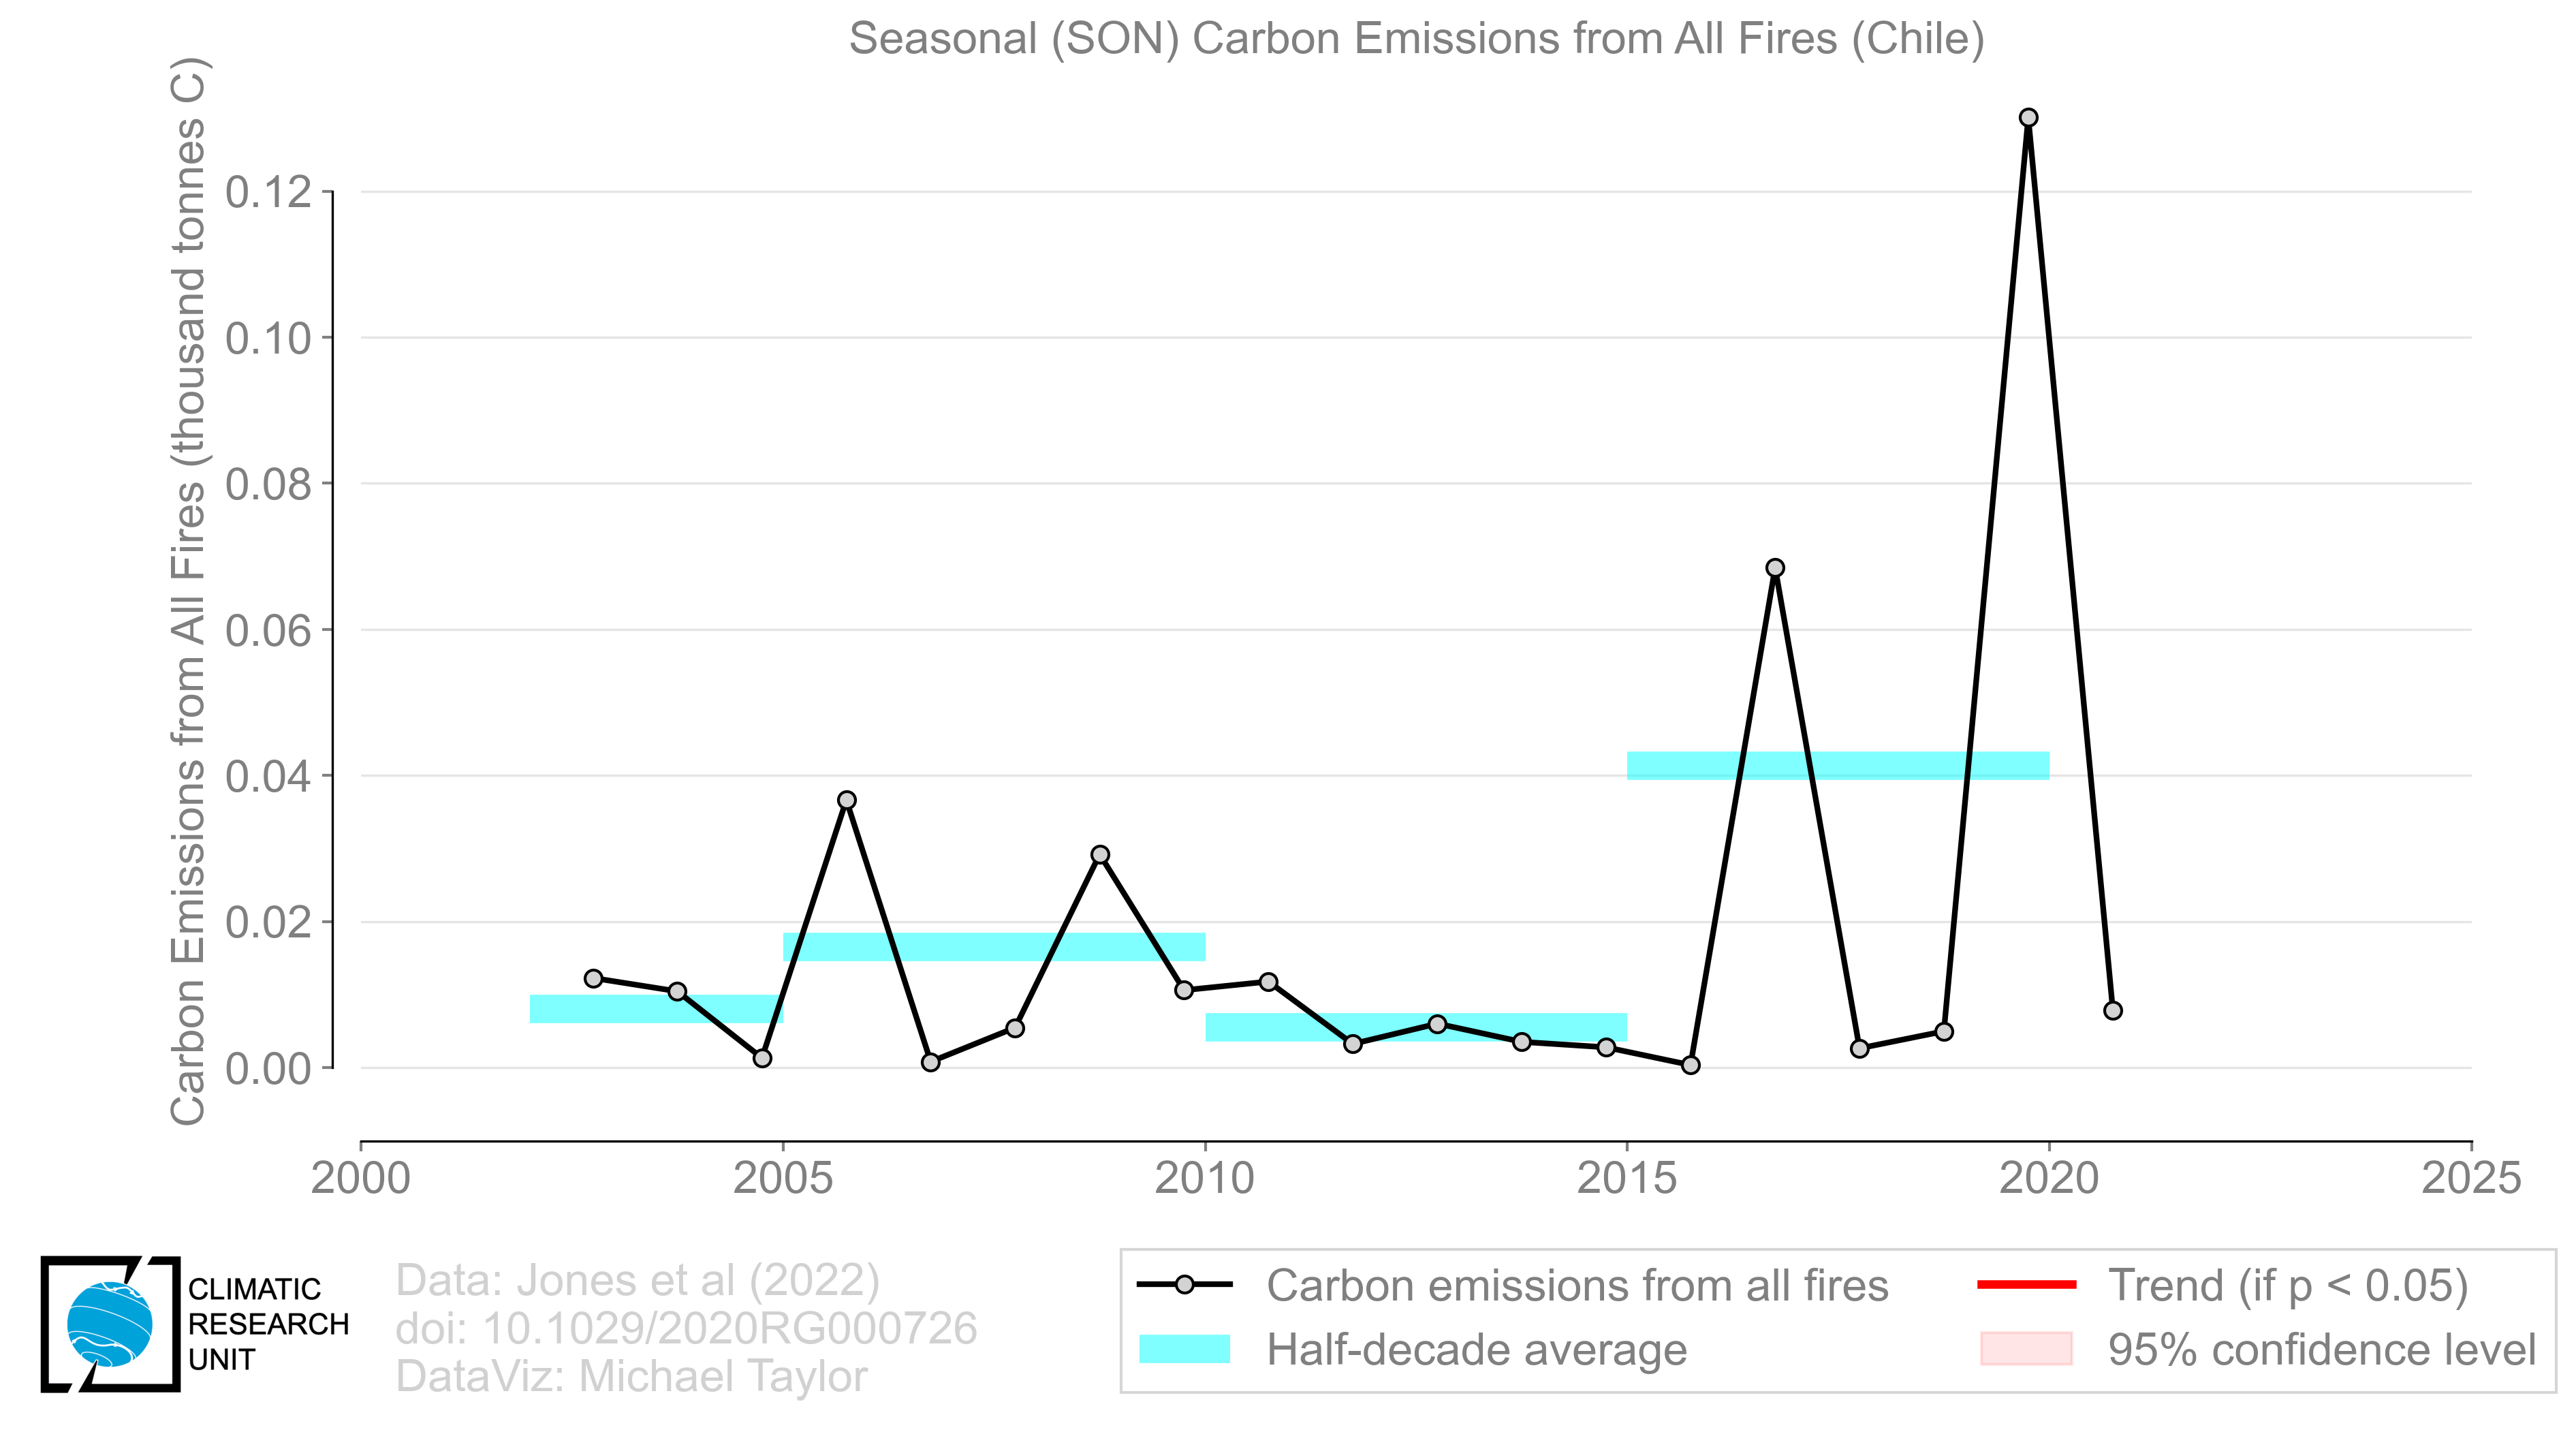 Seasonal (SON) Carbon Emissions from All Fires (Chile)
Carbon Emissions from All Fires (thousand tonnes C)
0.12
0.10
0.08
0.06
0.04
0.02
0.00
2000 2005 2010 2015 2020 2025
CLIMATIC
RESEARCH
UNIT
Data: Jones et al (2022)
doi: 10.1029/2020RG000726
DataViz: Michael Taylor
Carbon emissions from all fires
Half-decade average
Trend (if p < 0.05)
95% confidence level